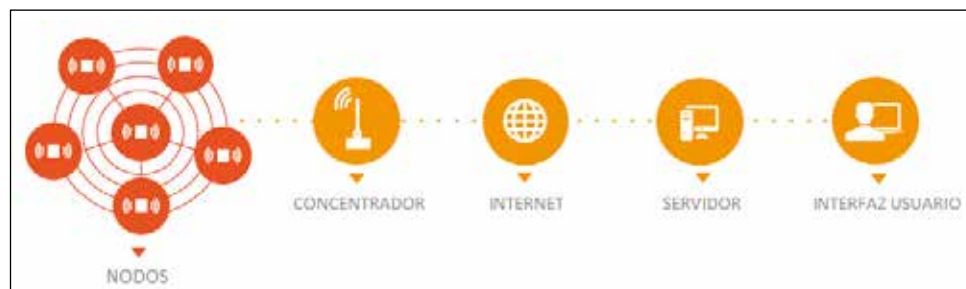 CONCENTRADOR
INTERNET
SERVIDOR
INTERFAZ USUARIO
NODOS